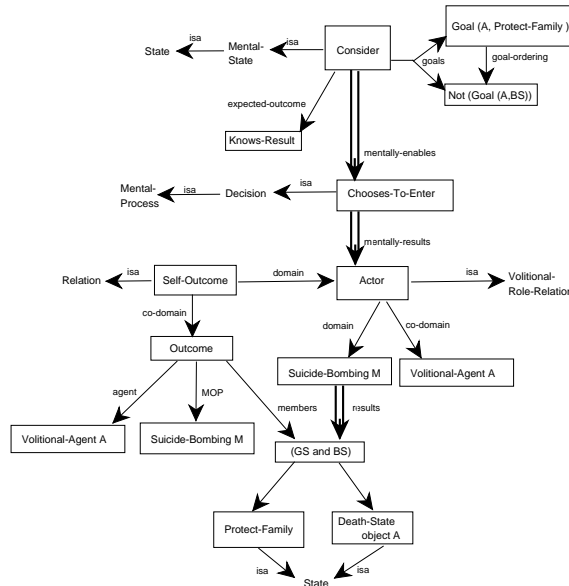 Goal (A, Protect-Family )
isa
isa
State
Mental-
State
Consider
goals
goal-ordering
Not (Goal (A,BS))
expected-outcome
Knows-Result
mentally-enables
Mental-
Process
isa
Decision
isa
Chooses-To-Enter
mentally-results
Relation
isa
Self-Outcome
domain
Actor
isa
Volitional-
Role-Relation
co-domain
domain
co-domain
Outcome
Suicide-Bombing M
Volitional-Agent A
agent
MOP
members
results
Volitional-Agent A
Suicide-Bombing M
(GS and BS)
Protect-Family
Death-State
object A
isa
isa
State